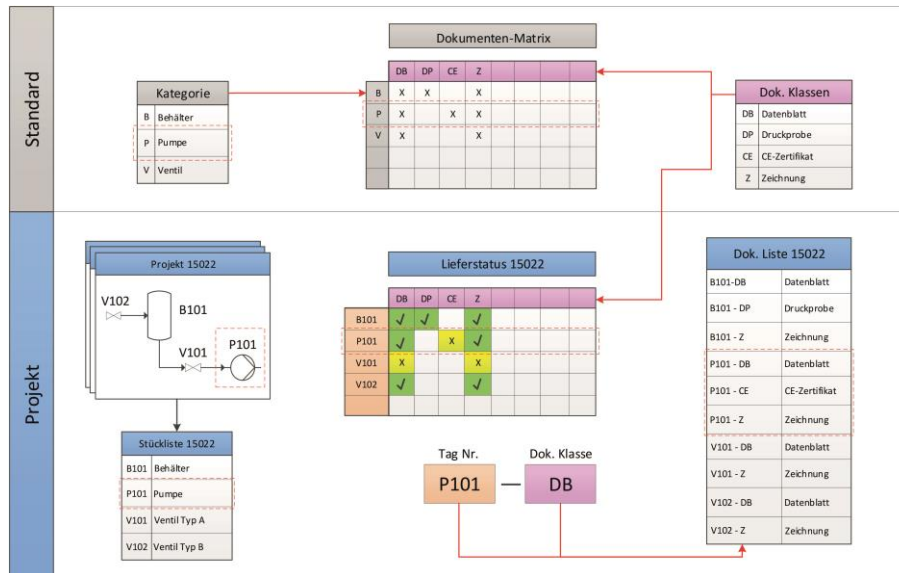 Standard
Dokumenten-Matrix
DB DP CE Z
B X X X
P X X X
V X X
Kategorie
B Behälter
P Pumpe
V Ventil
Dok. Klassen
DB Datenblatt
DP Druckprobe
CE CE-Zertifikat
Z Zeichnung
Projekt
Projekt 15022
V102
B101
V101
P101
Stückliste 15022
B101 Behälter
P101 Pumpe
V101 Ventil Typ A
V102 Ventil Typ B
Lieferstatus 15022
DB DP CE Z
B101 ✓ ✓ ✓
P101 ✓ X ✓
V101 X X
V102 ✓ ✓
Tag Nr. Dok. Klasse
P101 — DB
Dok. Liste 15022
B101-DB Datenblatt
B101 - DP Druckprobe
B101 - Z Zeichnung
P101 - DB Datenblatt
P101 - CE CE-Zertifikat
P101 - Z Zeichnung
V101 - DB Datenblatt
V101 - Z Zeichnung
V102 - DB Datenblatt
V102 - Z Zeichnung